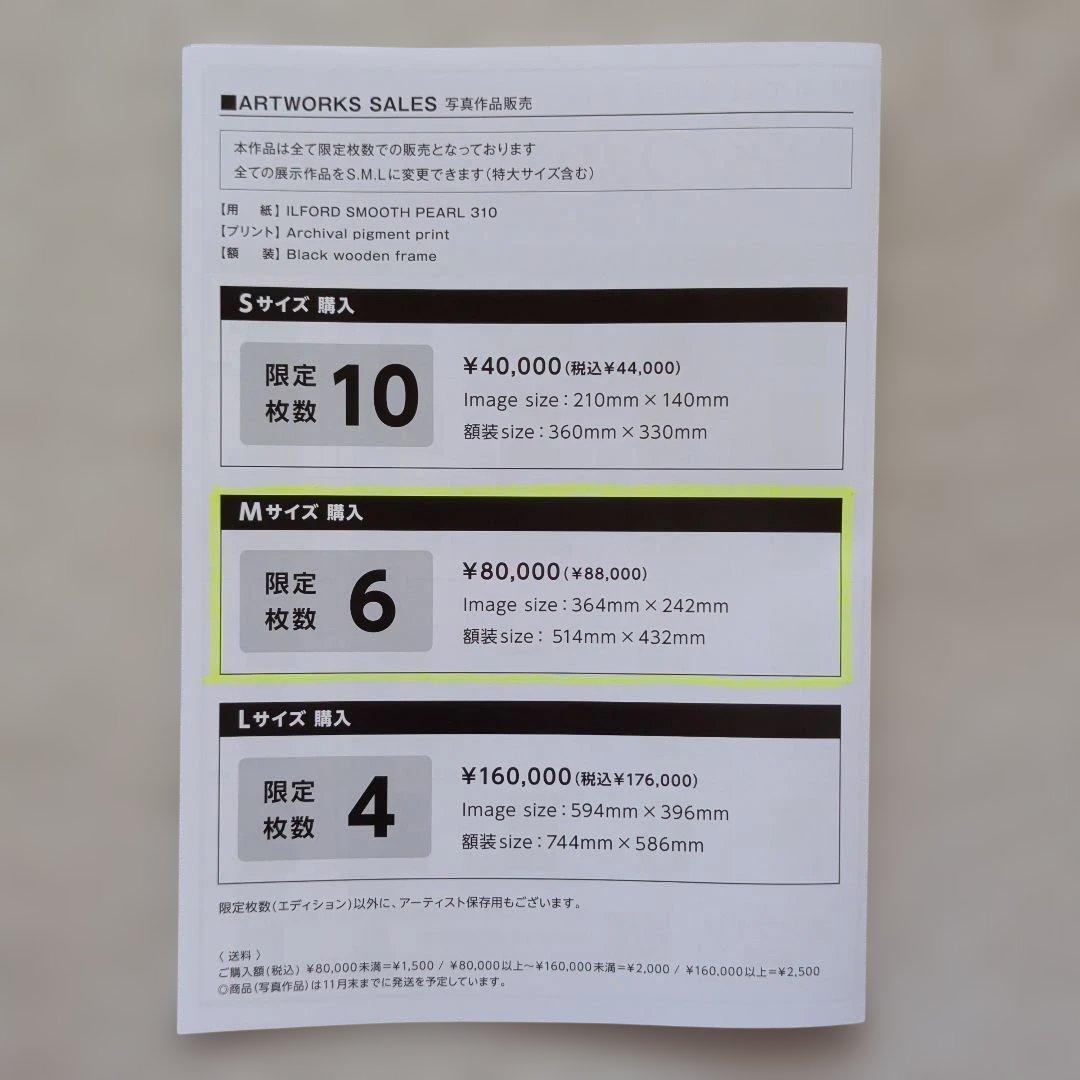 ■ARTWORKS SALES 写真作品販売
本作品は全て限定枚数での販売となっております
全ての展示作品をS.M.Lに変更できます(特大サイズ含む)
【用 紙】ILFORD SMOOTH PEARL 310
【プリント】Archival pigment print
【額 装】Black wooden frame
Sサイズ 購入
限定枚数 10
¥40,000(税込¥44,000)
Image size：210mm×140mm
額装size：360mm×330mm
Mサイズ 購入
限定枚数 6
¥80,000(¥88,000)
Image size：364mm×242mm
額装size： 514mm×432mm
Lサイズ 購入
限定枚数 4
¥160,000(税込¥176,000)
Image size：594mm×396mm
額装size：744mm×586mm
限定枚数(エディション)以外に、アーティスト保存用もございます。
〈 送料 〉
ご購入額(税込) ¥80,000未満＝¥1,500 / ¥80,000以上〜¥160,000未満＝¥2,000 / ¥160,000以上＝¥2,500
◎商品(写真作品)は11月末までに発送を予定しています。